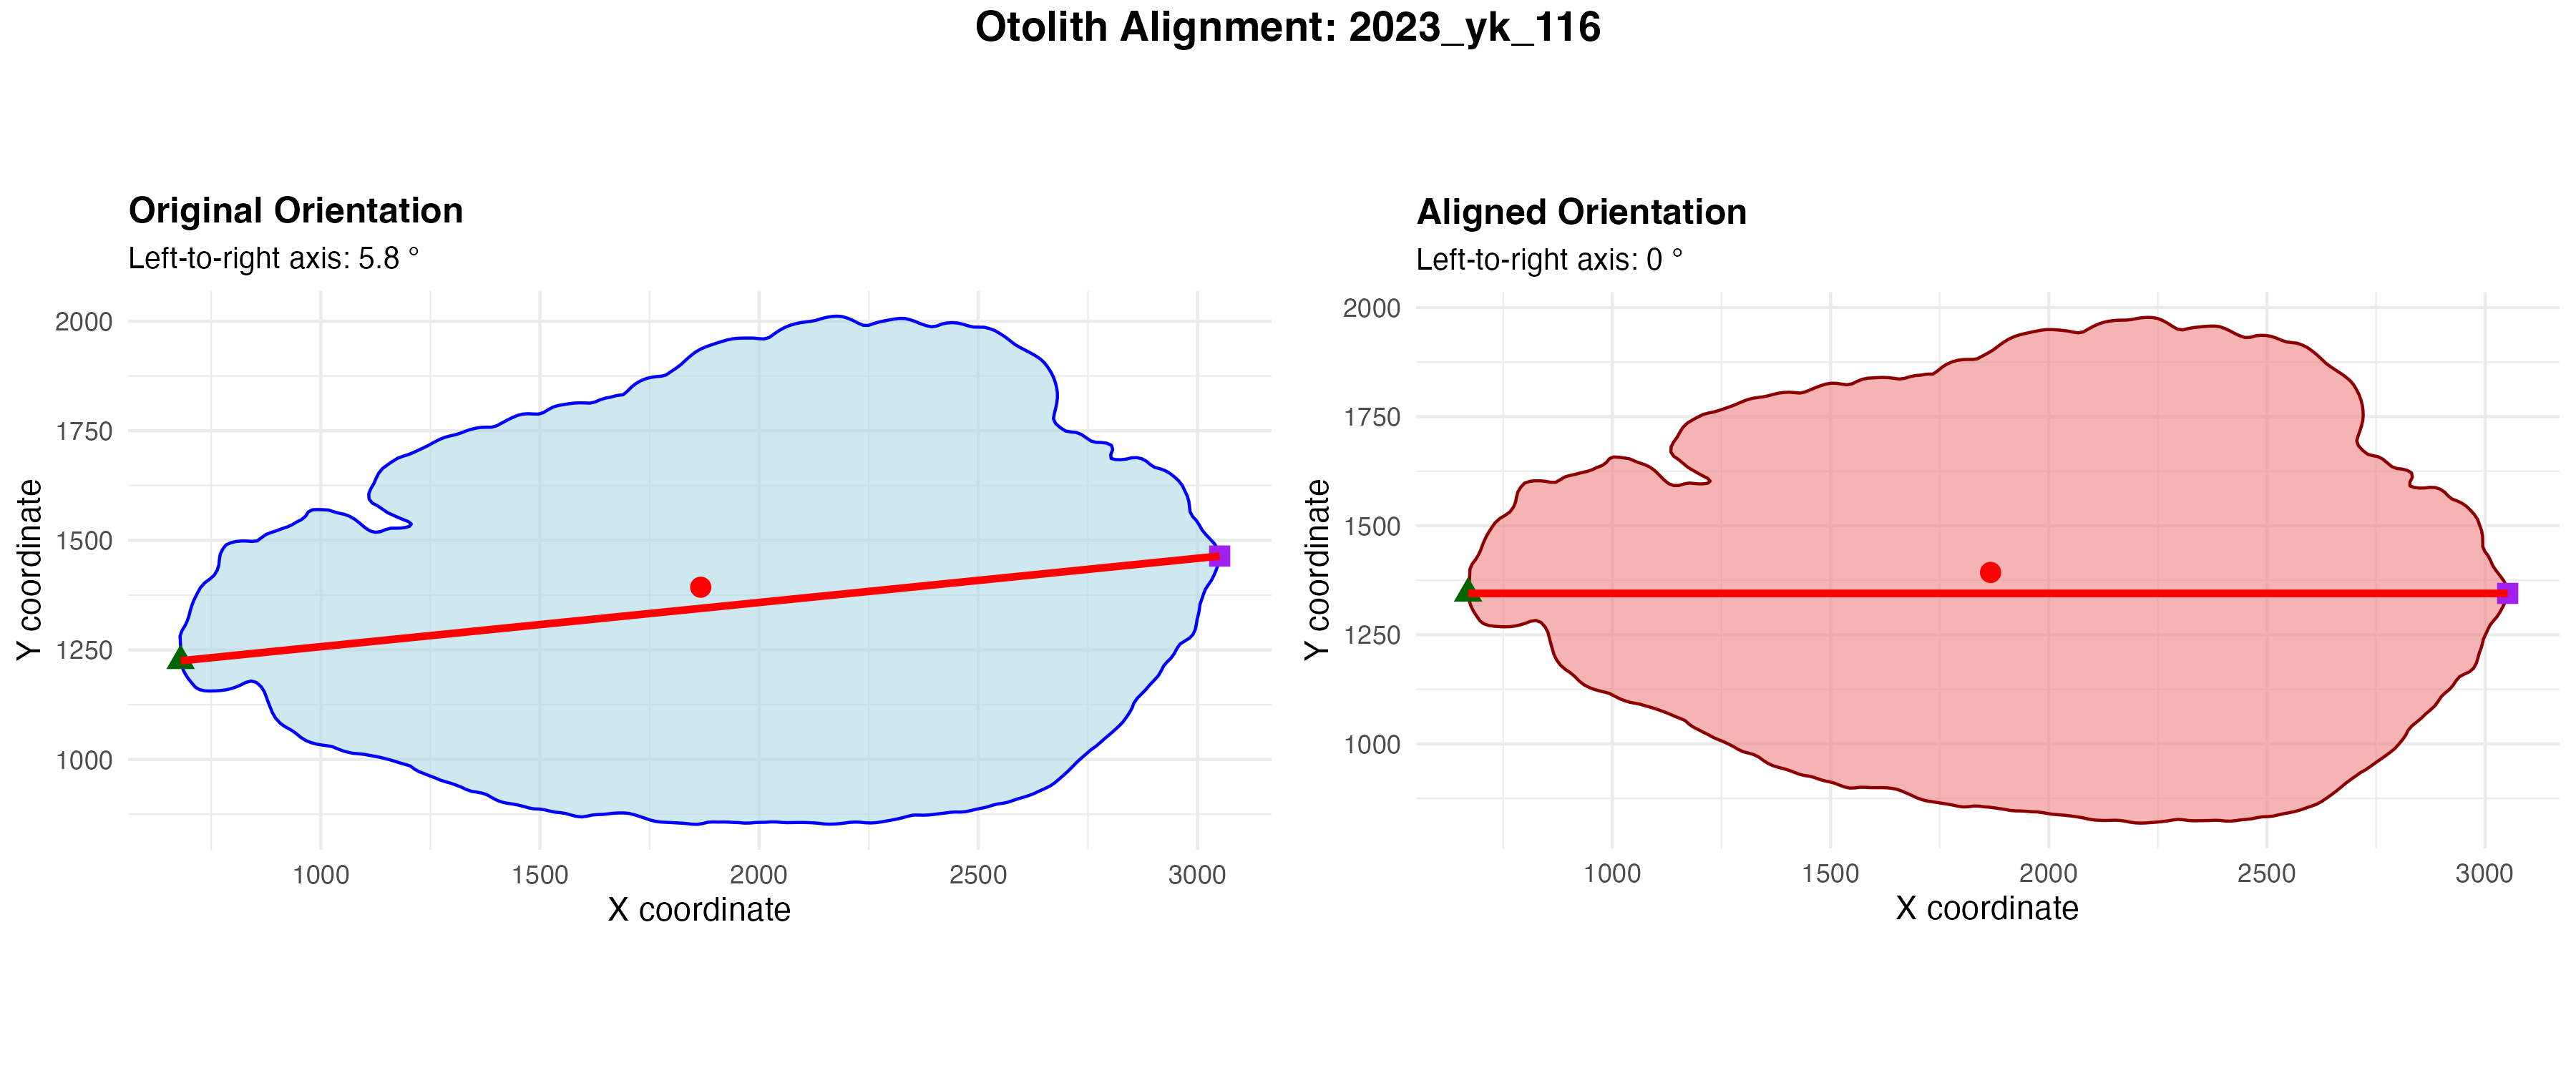 Otolith Alignment: 2023_yk_116
Original Orientation
Left-to-right axis: 5.8 °
Y coordinate
2000
1750
1500
1250
1000
1000 1500 2000 2500 3000
X coordinate
Aligned Orientation
Left-to-right axis: 0 °
Y coordinate
2000
1750
1500
1250
1000
1000 1500 2000 2500 3000
X coordinate